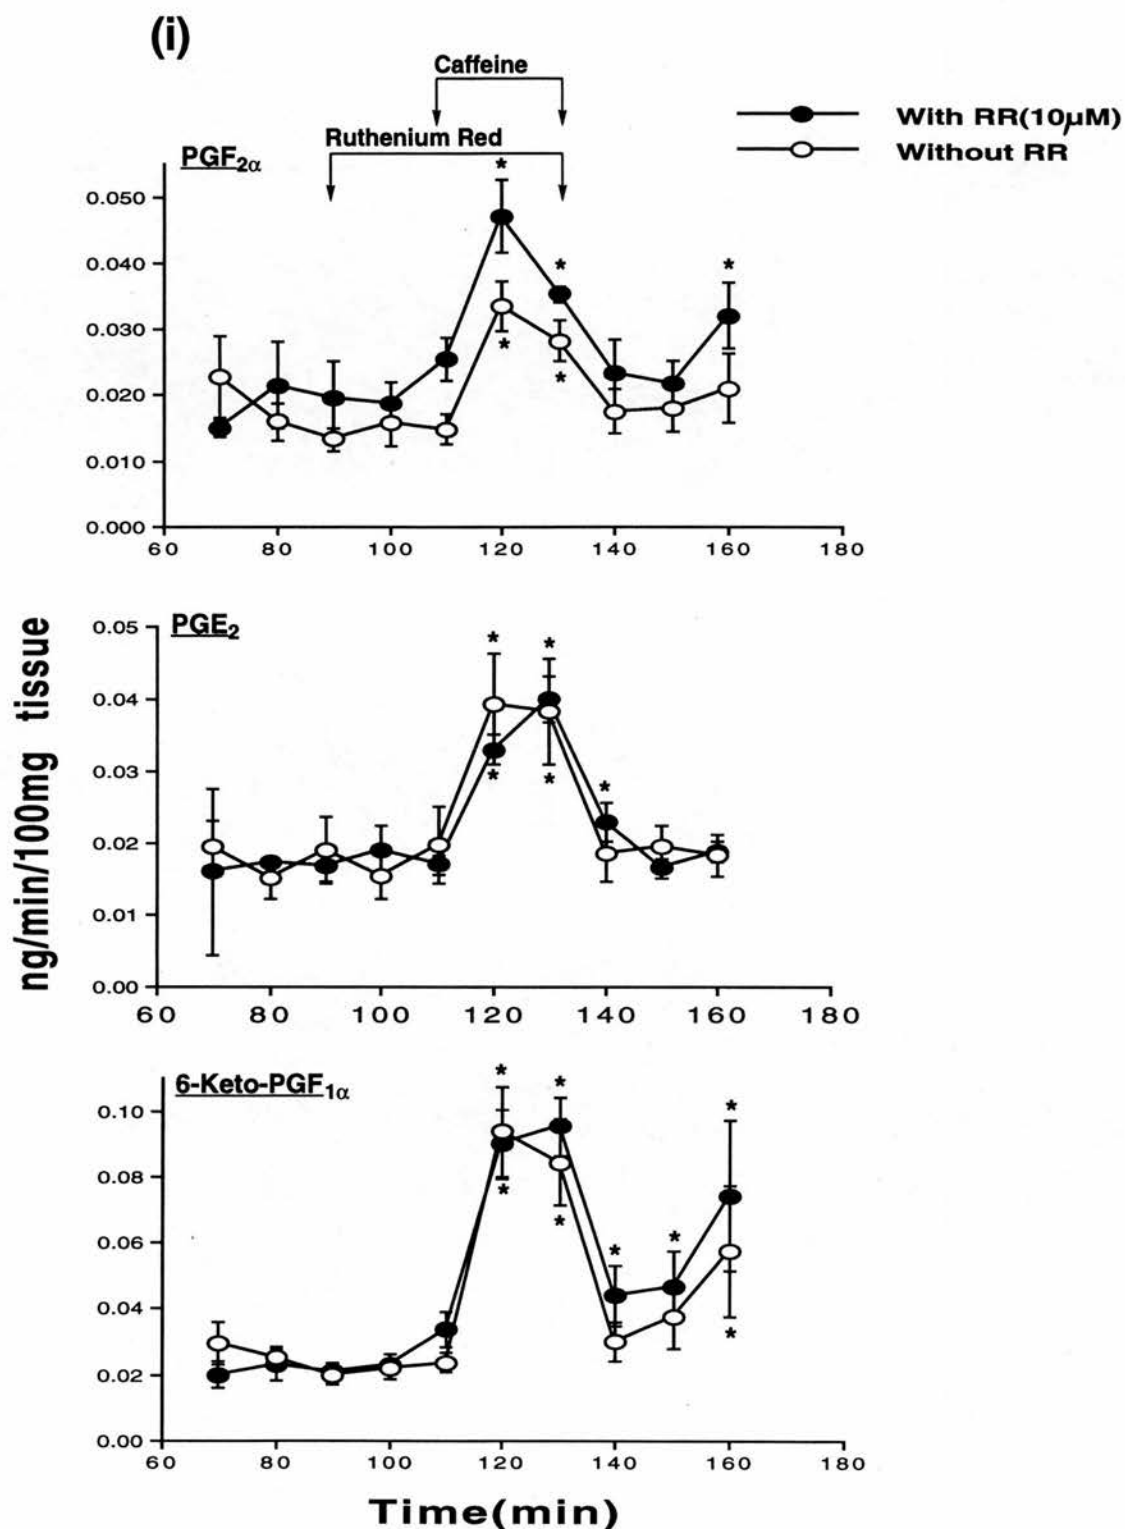 (i)
Caffeine
Ruthenium Red
With RR(10µM)
Without RR
PGF2α
0.050
0.040
0.030
0.020
0.010
0.000
60 80 100 120 140 160 180
* * * * *
ng/min/100mg tissue
PGE2
0.05
0.04
0.03
0.02
0.01
0.00
60 80 100 120 140 160 180
* * * * *
6-Keto-PGF1α
0.10
0.08
0.06
0.04
0.02
0.00
60 80 100 120 140 160 180
* * * * * * * *
Time(min)